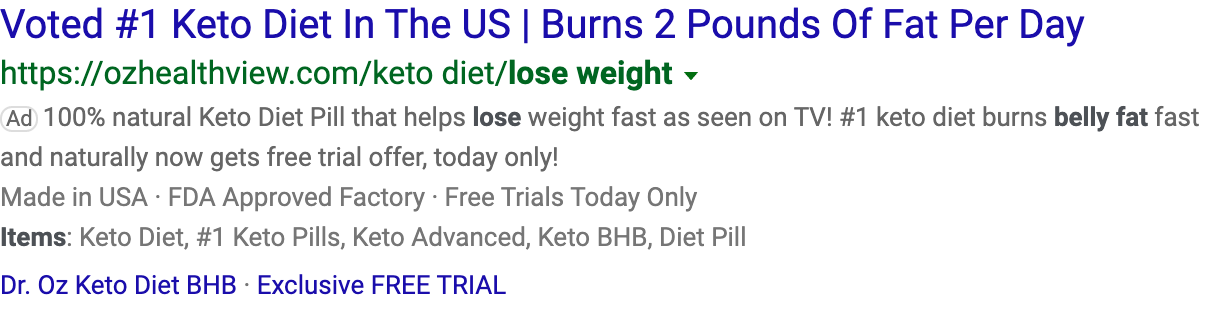 Voted #1 Keto Diet In The US | Burns 2 Pounds Of Fat Per Day
https://ozhealthview.com/keto diet/lose weight
Ad 100% natural Keto Diet Pill that helps lose weight fast as seen on TV! #1 keto diet burns belly fat fast
and naturally now gets free trial offer, today only!
Made in USA · FDA Approved Factory · Free Trials Today Only
Items: Keto Diet, #1 Keto Pills, Keto Advanced, Keto BHB, Diet Pill
Dr. Oz Keto Diet BHB · Exclusive FREE TRIAL